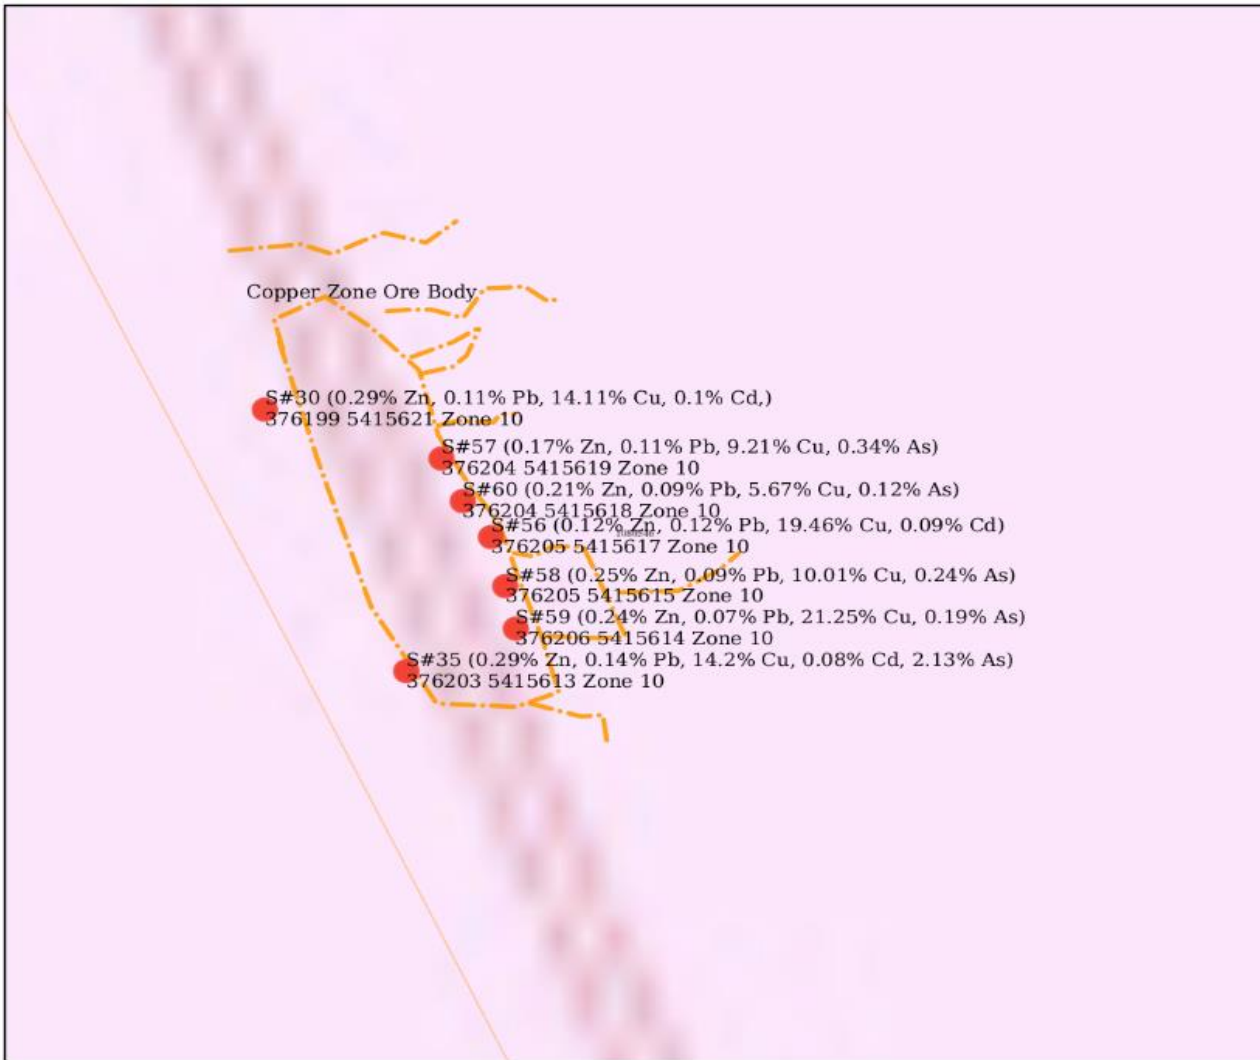 Copper Zone Ore Body
S#30 (0.29% Zn, 0.11% Pb, 14.11% Cu, 0.1% Cd,)
376199 5415621 Zone 10
S#57 (0.17% Zn, 0.11% Pb, 9.21% Cu, 0.34% As)
376204 5415619 Zone 10
S#60 (0.21% Zn, 0.09% Pb, 5.67% Cu, 0.12% As)
376204 5415618 Zone 10
S#56 (0.12% Zn, 0.12% Pb, 19.46% Cu, 0.09% Cd)
376205 5415617 Zone 10
S#58 (0.25% Zn, 0.09% Pb, 10.01% Cu, 0.24% As)
376205 5415615 Zone 10
S#59 (0.24% Zn, 0.07% Pb, 21.25% Cu, 0.19% As)
376206 5415614 Zone 10
S#35 (0.29% Zn, 0.14% Pb, 14.2% Cu, 0.08% Cd, 2.13% As)
376203 5415613 Zone 10